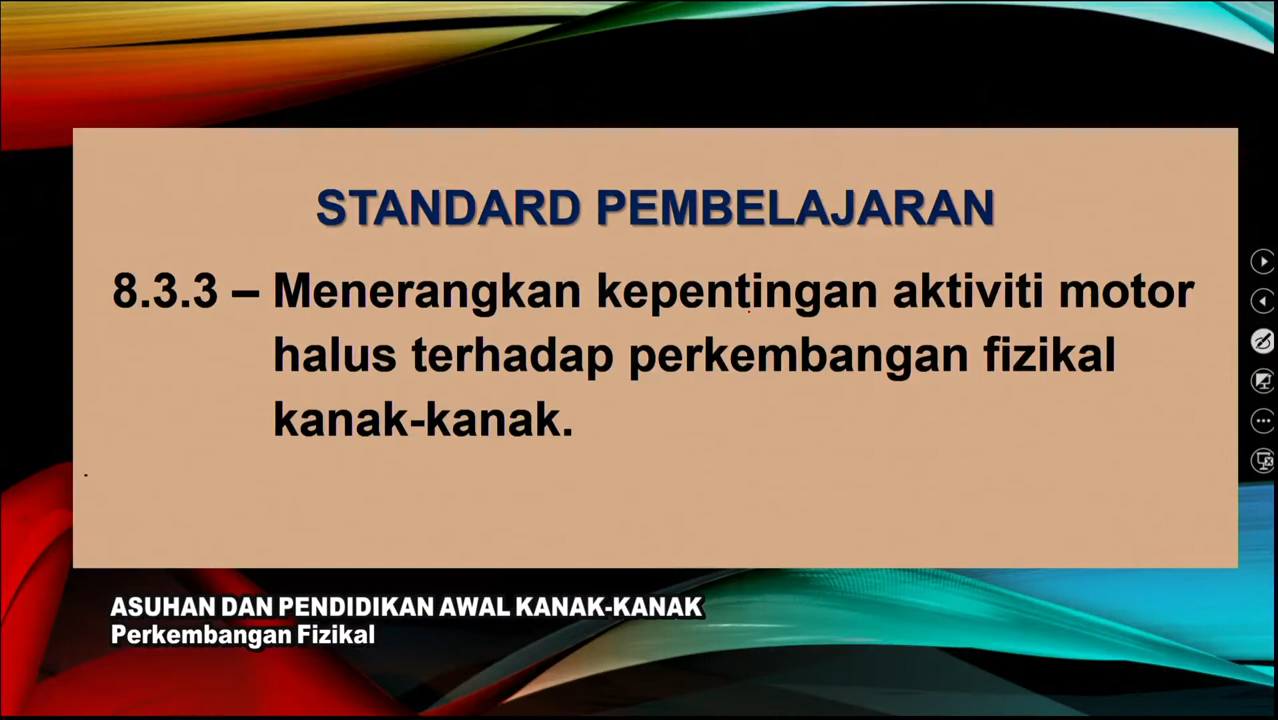 STANDARD PEMBELAJARAN
8.3.3 – Menerangkan kepentingan aktiviti motor
halus terhadap perkembangan fizikal
kanak-kanak.
ASUHAN DAN PENDIDIKAN AWAL KANAK-KANAK
Perkembangan Fizikal